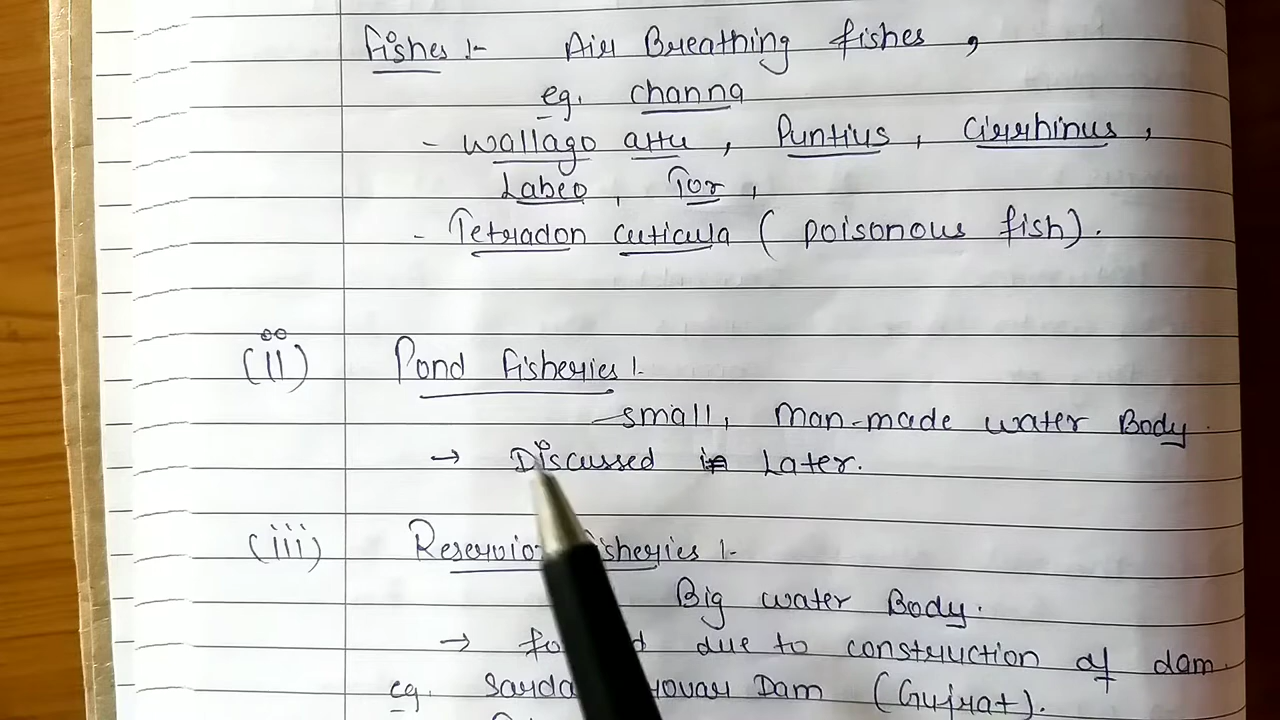 Fishes :- Air Breathing fishes ,
eg. channa
- wallago attu , Puntius , Cirrhinus ,
Labeo , Tor ,
- Tetradon cuticula ( poisonous fish ) .
(ii) Pond Fisheries :-
- small , Man-made water Body .
→ Discussed in Later .
(iii) Fisheries :-
Big water Body .
→ due to construction of dam .
eg. Dam ( Gujrat ) .